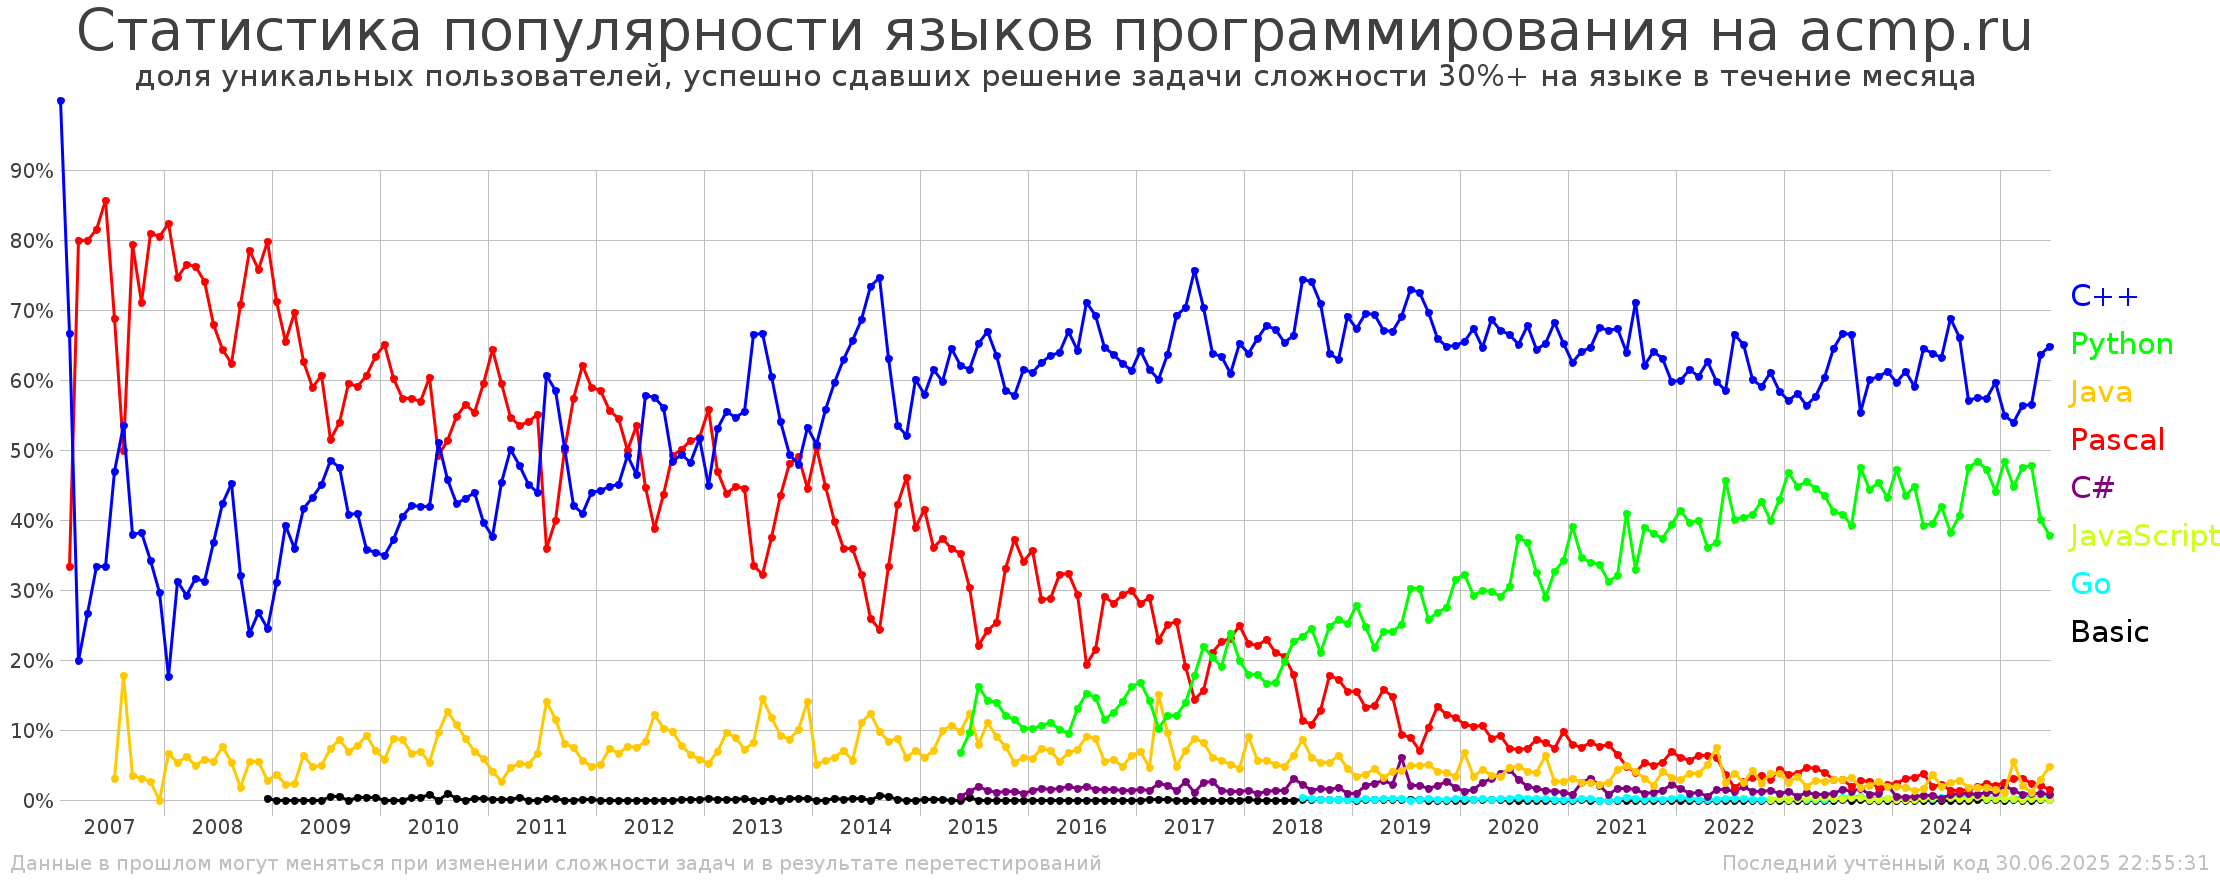 Статистика популярности языков программирования на acmp.ru
доля уникальных пользователей, успешно сдавших решение задачи сложности 30%+ на языке в течение месяца
90%
80%
70%
60%
50%
40%
30%
20%
10%
0%
2007 2008 2009 2010 2011 2012 2013 2014 2015 2016 2017 2018 2019 2020 2021 2022 2023 2024
C++
Python
Java
Pascal
C#
JavaScript
Go
Basic
Данные в прошлом могут меняться при изменении сложности задач и в результате перетестирований
Последний учтённый код 30.06.2025 22:55:31